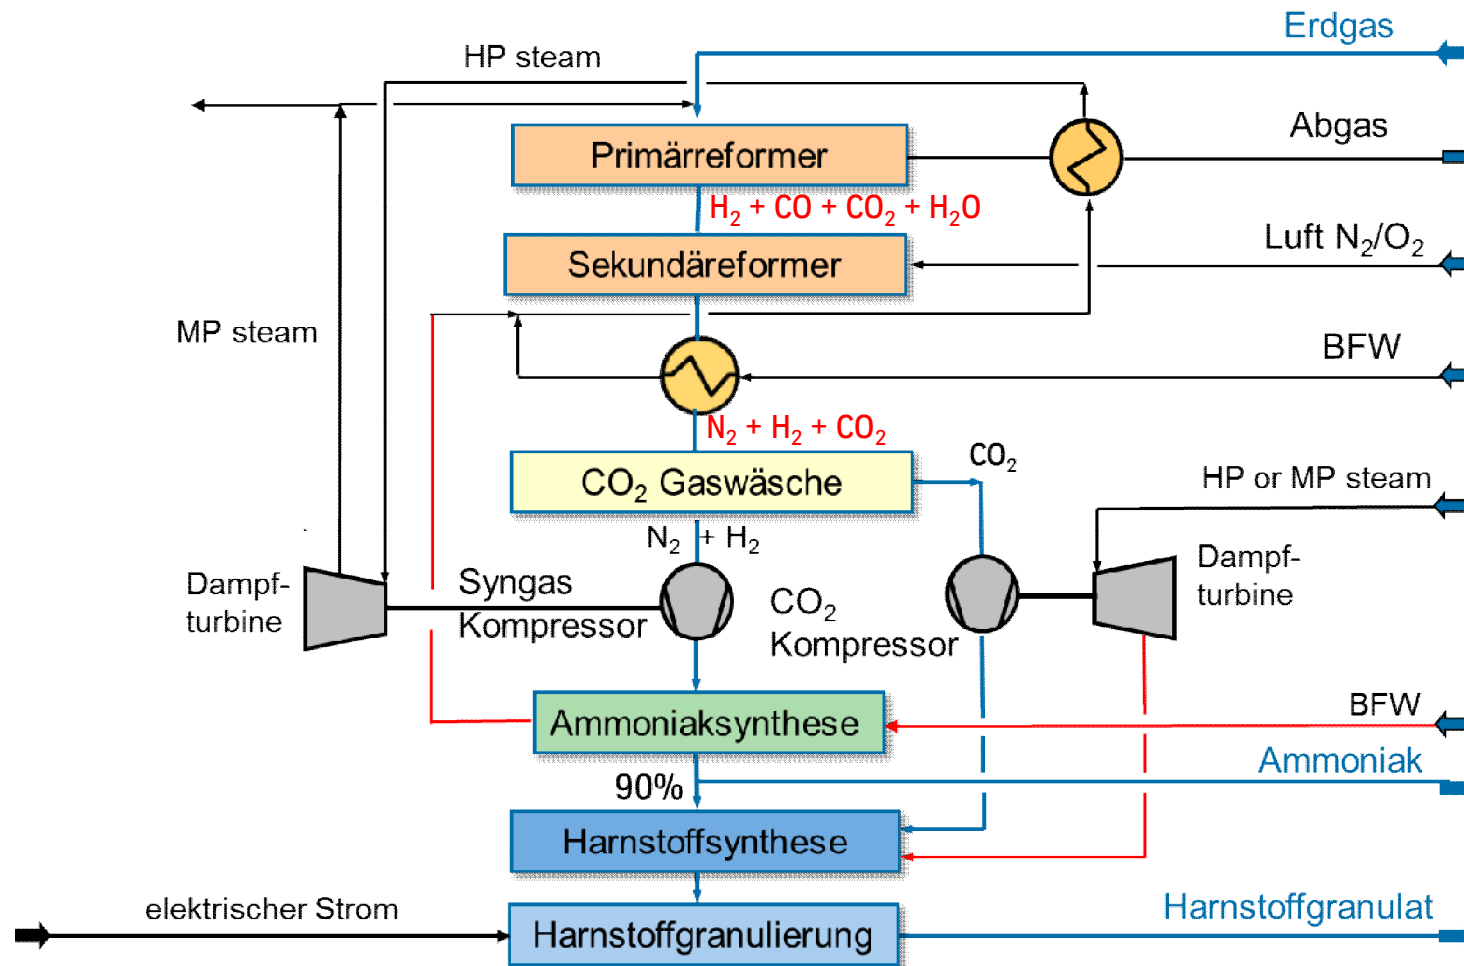 Erdgas
HP steam
Abgas
Primärreformer
H₂ + CO + CO₂ + H₂O
Luft N₂/O₂
Sekundäreformer
MP steam
BFW
N₂ + H₂ + CO₂
CO₂
CO₂ Gaswäsche
HP or MP steam
N₂ + H₂
Dampf-
turbine
Syngas
Kompressor
CO₂
Kompressor
Dampf-
turbine
BFW
Ammoniaksynthese
Ammoniak
90%
Harnstoffsynthese
elektrischer Strom
Harnstoffgranulat
Harnstoffgranulierung